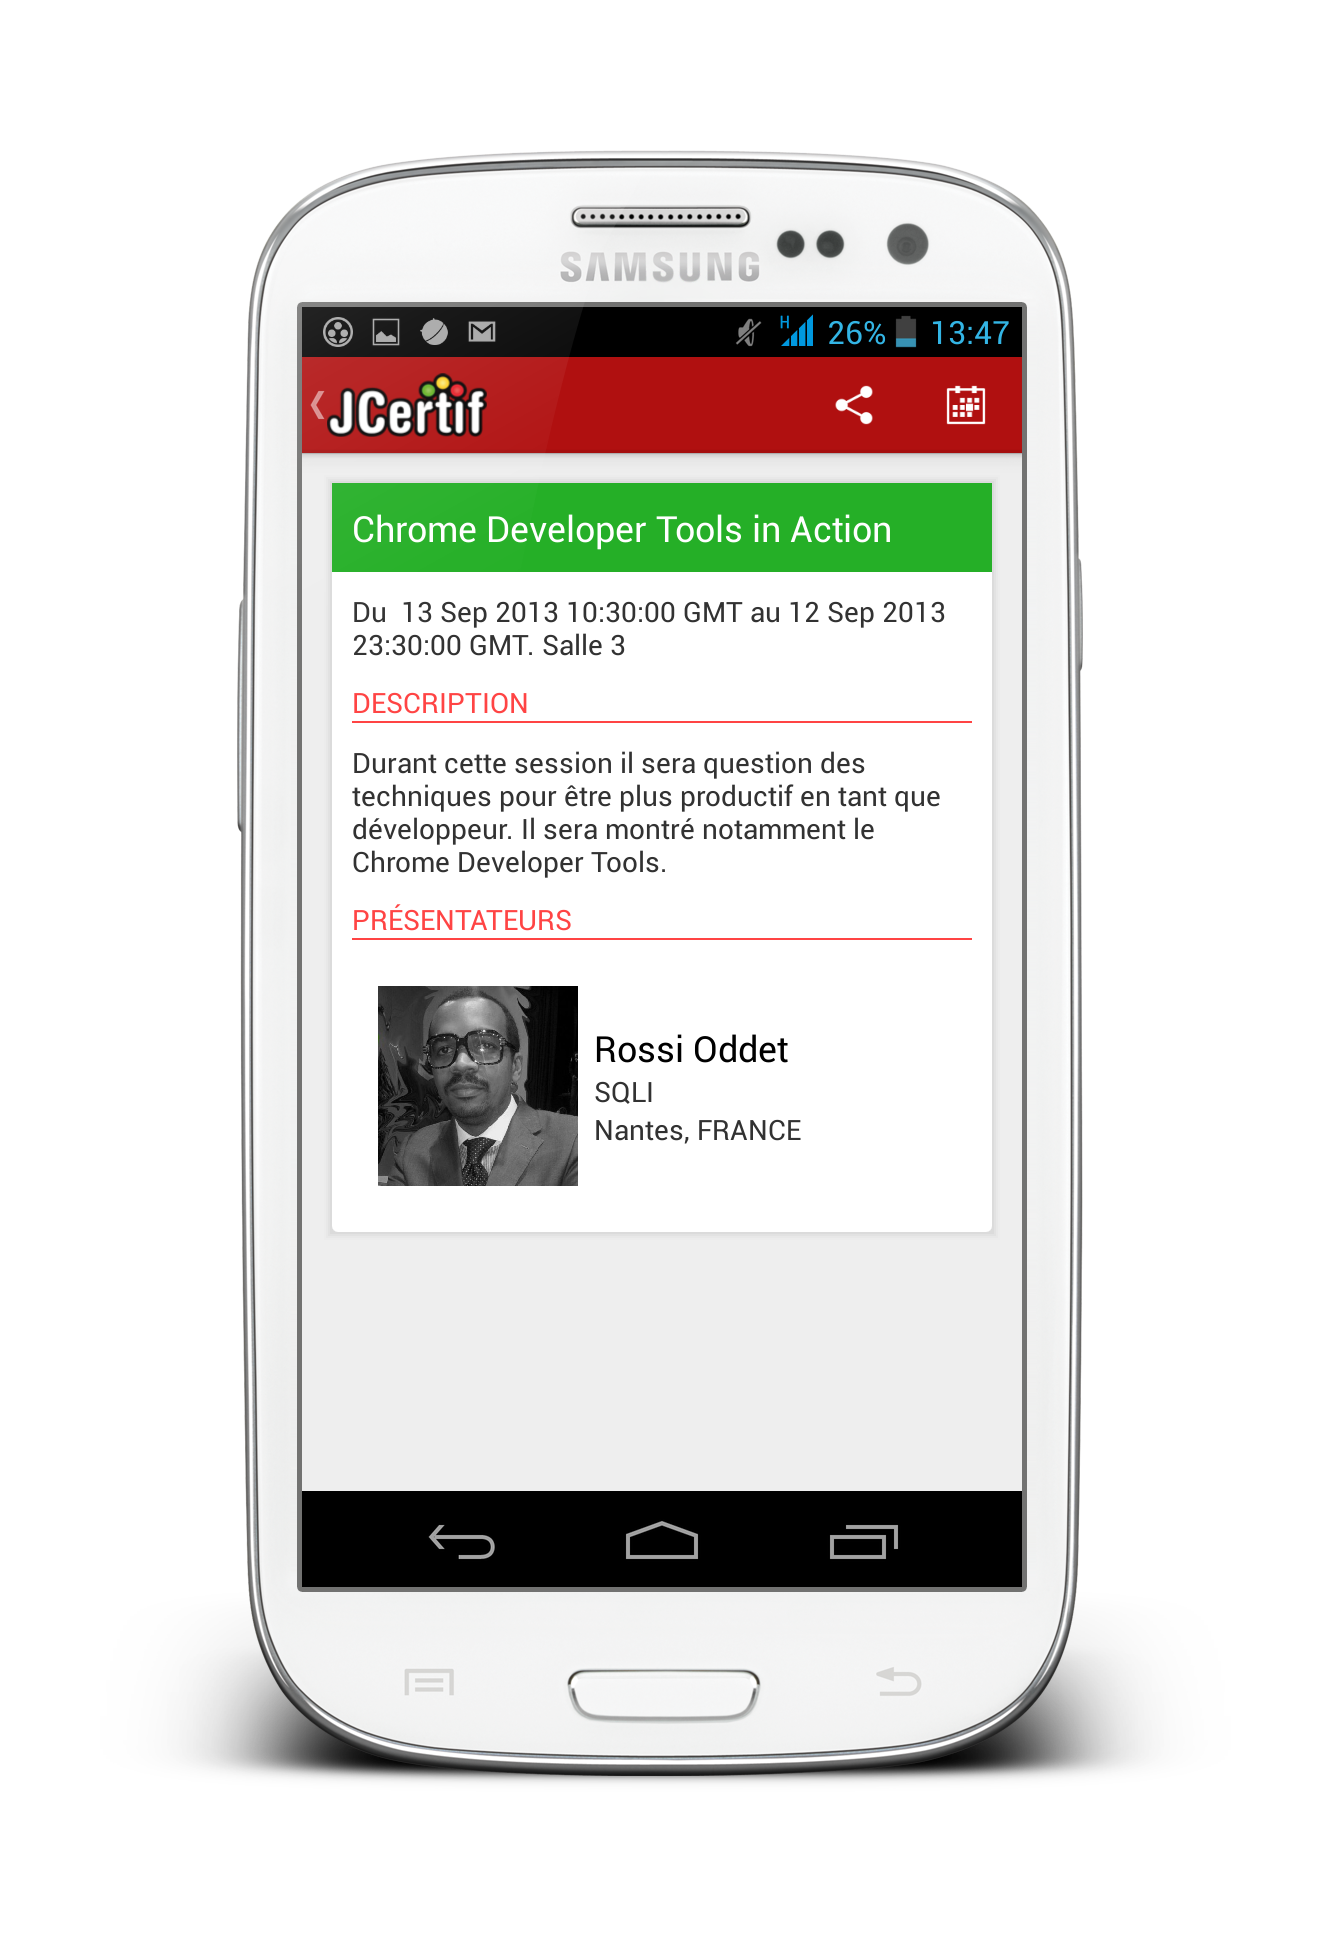 SAMSUNG
H 26% 13:47
JCertif
Chrome Developer Tools in Action
Du  13 Sep 2013 10:30:00 GMT au 12 Sep 2013
23:30:00 GMT. Salle 3
DESCRIPTION
Durant cette session il sera question des
techniques pour être plus productif en tant que
développeur. Il sera montré notamment le
Chrome Developer Tools.
PRÉSENTATEURS
Rossi Oddet
SQLI
Nantes, FRANCE